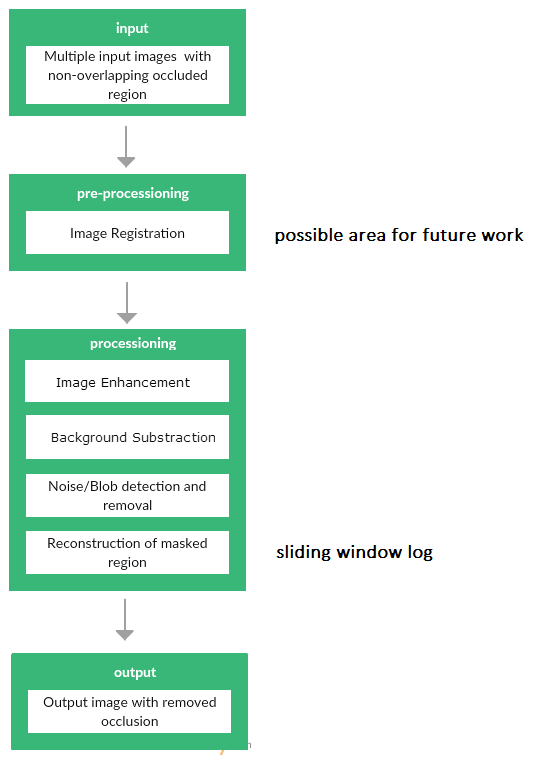 input
Multiple input images with
non-overlapping occluded
region
pre-processioning
Image Registration
possible area for future work
processioning
Image Enhancement
Background Substraction
Noise/Blob detection and
removal
Reconstruction of masked
region
sliding window log
output
Output image with removed
occlusion